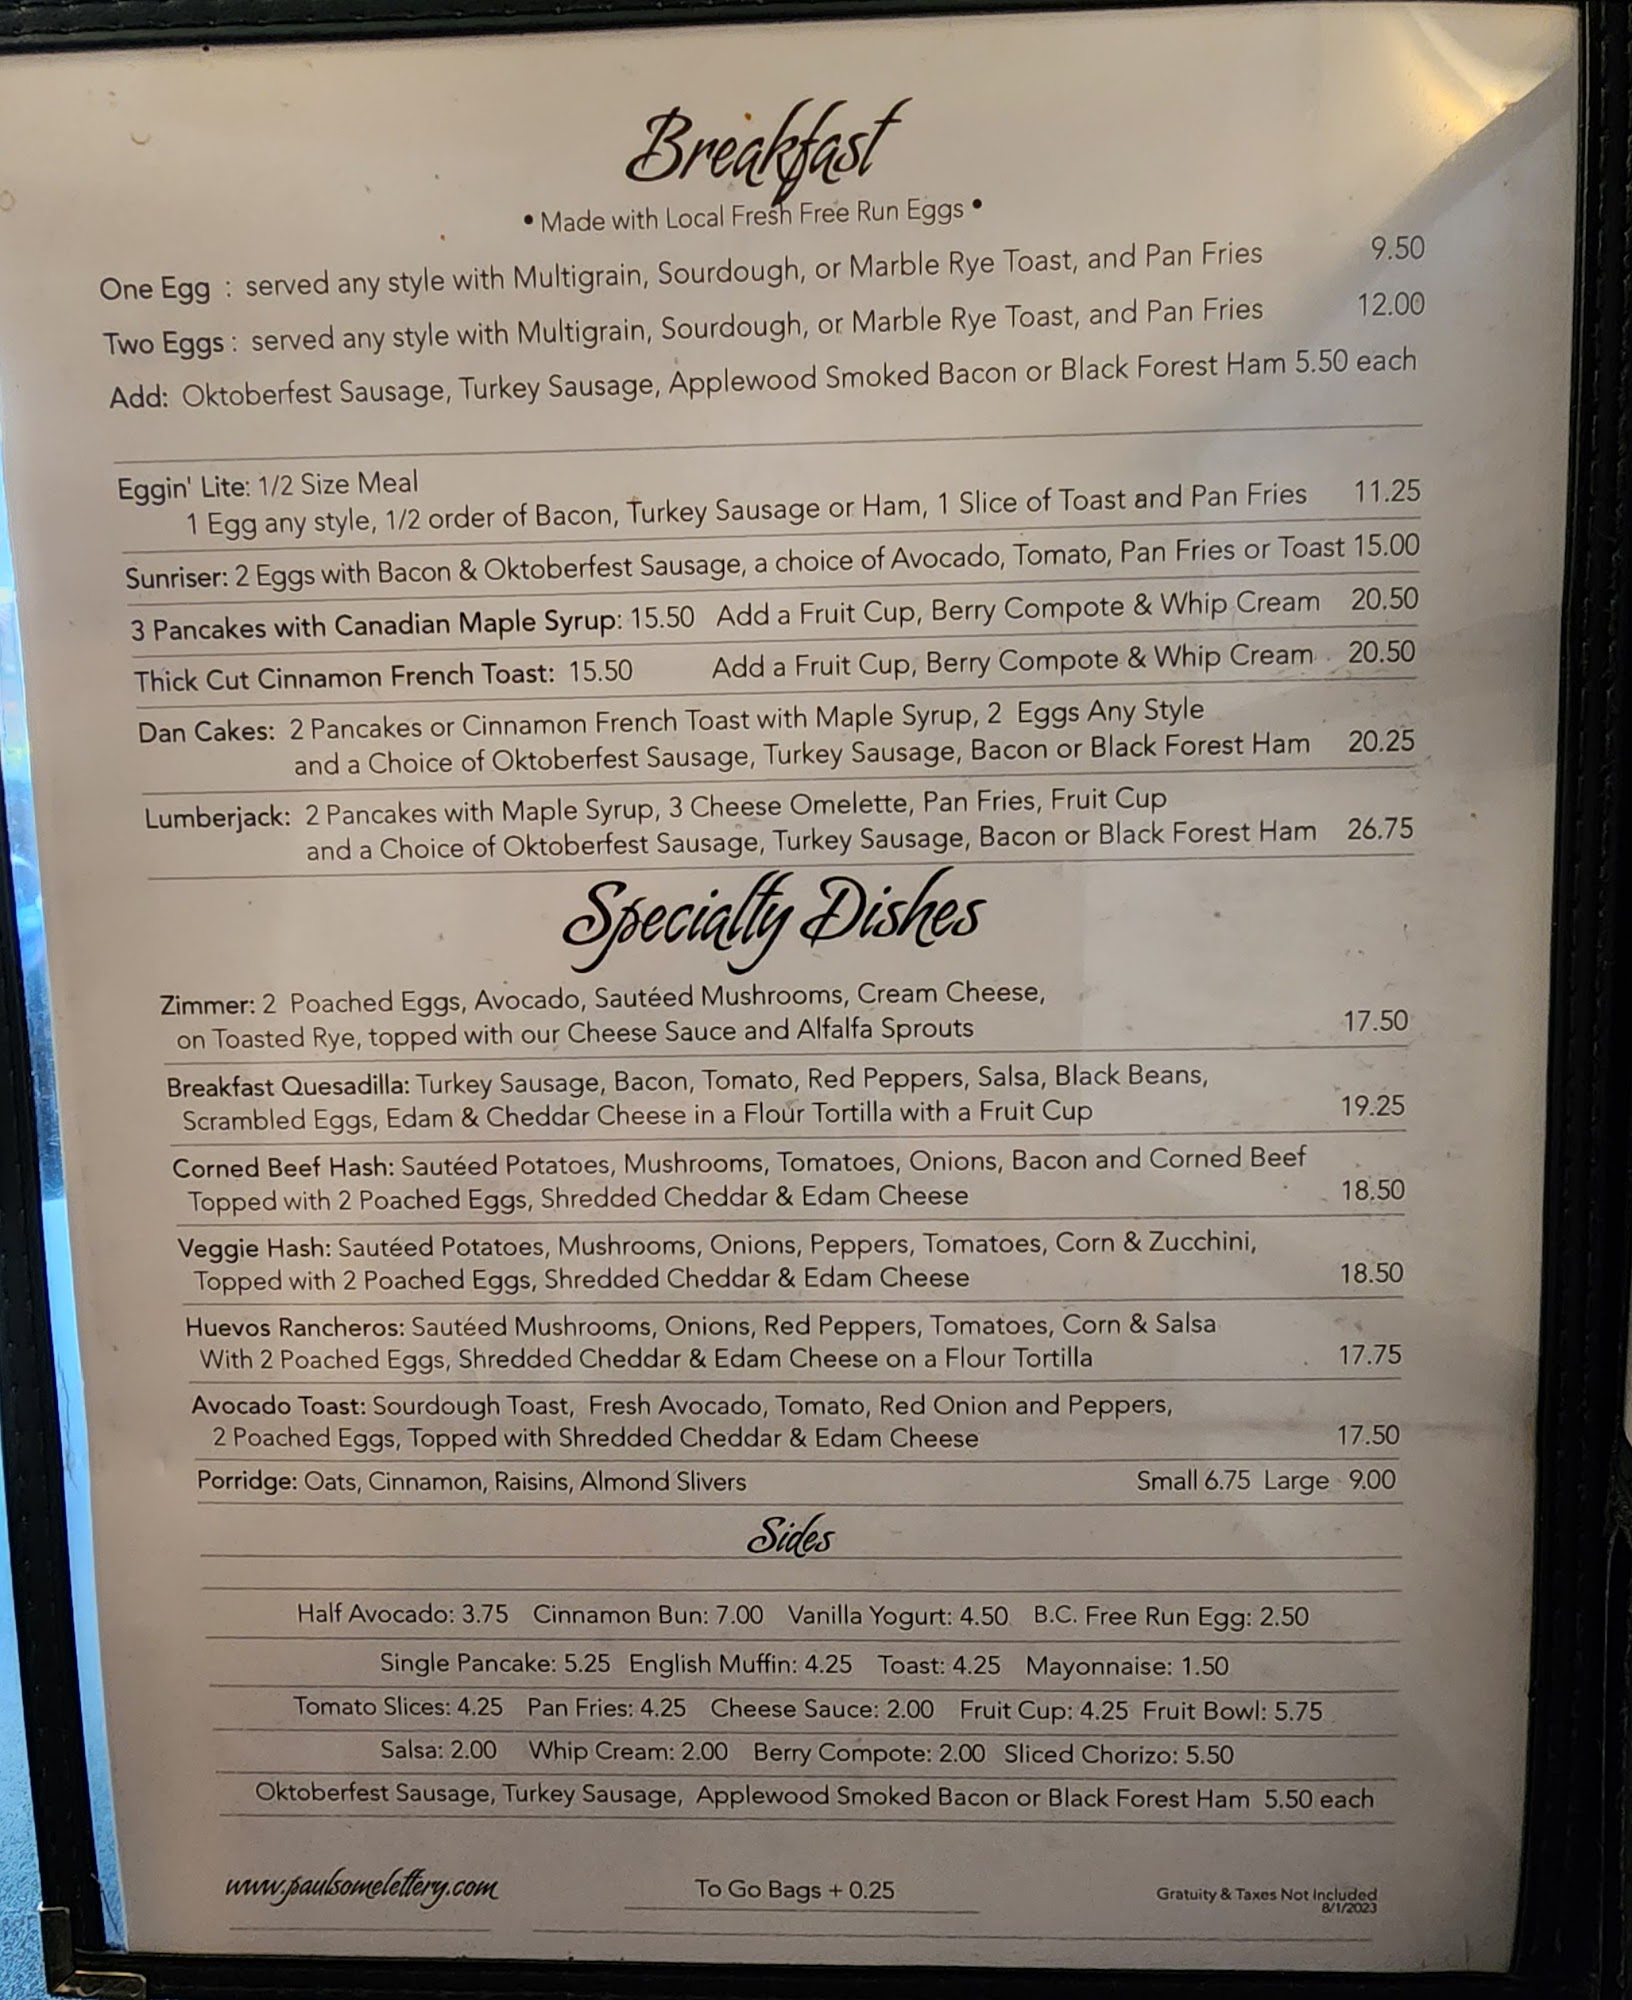 Breakfast
• Made with Local Fresh Free Run Eggs •
One Egg : served any style with Multigrain, Sourdough, or Marble Rye Toast, and Pan Fries 9.50
Two Eggs : served any style with Multigrain, Sourdough, or Marble Rye Toast, and Pan Fries 12.00
Add: Oktoberfest Sausage, Turkey Sausage, Applewood Smoked Bacon or Black Forest Ham 5.50 each
Eggin' Lite: 1/2 Size Meal
1 Egg any style, 1/2 order of Bacon, Turkey Sausage or Ham, 1 Slice of Toast and Pan Fries 11.25
Sunriser: 2 Eggs with Bacon & Oktoberfest Sausage, a choice of Avocado, Tomato, Pan Fries or Toast 15.00
3 Pancakes with Canadian Maple Syrup: 15.50 Add a Fruit Cup, Berry Compote & Whip Cream 20.50
Thick Cut Cinnamon French Toast: 15.50 Add a Fruit Cup, Berry Compote & Whip Cream 20.50
Dan Cakes: 2 Pancakes or Cinnamon French Toast with Maple Syrup, 2 Eggs Any Style
and a Choice of Oktoberfest Sausage, Turkey Sausage, Bacon or Black Forest Ham 20.25
Lumberjack: 2 Pancakes with Maple Syrup, 3 Cheese Omelette, Pan Fries, Fruit Cup
and a Choice of Oktoberfest Sausage, Turkey Sausage, Bacon or Black Forest Ham 26.75
Specialty Dishes
Zimmer: 2 Poached Eggs, Avocado, Sautéed Mushrooms, Cream Cheese,
on Toasted Rye, topped with our Cheese Sauce and Alfalfa Sprouts 17.50
Breakfast Quesadilla: Turkey Sausage, Bacon, Tomato, Red Peppers, Salsa, Black Beans,
Scrambled Eggs, Edam & Cheddar Cheese in a Flour Tortilla with a Fruit Cup 19.25
Corned Beef Hash: Sautéed Potatoes, Mushrooms, Tomatoes, Onions, Bacon and Corned Beef
Topped with 2 Poached Eggs, Shredded Cheddar & Edam Cheese 18.50
Veggie Hash: Sautéed Potatoes, Mushrooms, Onions, Peppers, Tomatoes, Corn & Zucchini,
Topped with 2 Poached Eggs, Shredded Cheddar & Edam Cheese 18.50
Huevos Rancheros: Sautéed Mushrooms, Onions, Red Peppers, Tomatoes, Corn & Salsa
With 2 Poached Eggs, Shredded Cheddar & Edam Cheese on a Flour Tortilla 17.75
Avocado Toast: Sourdough Toast, Fresh Avocado, Tomato, Red Onion and Peppers,
2 Poached Eggs, Topped with Shredded Cheddar & Edam Cheese 17.50
Porridge: Oats, Cinnamon, Raisins, Almond Slivers Small 6.75 Large 9.00
Sides
Half Avocado: 3.75 Cinnamon Bun: 7.00 Vanilla Yogurt: 4.50 B.C. Free Run Egg: 2.50
Single Pancake: 5.25 English Muffin: 4.25 Toast: 4.25 Mayonnaise: 1.50
Tomato Slices: 4.25 Pan Fries: 4.25 Cheese Sauce: 2.00 Fruit Cup: 4.25 Fruit Bowl: 5.75
Salsa: 2.00 Whip Cream: 2.00 Berry Compote: 2.00 Sliced Chorizo: 5.50
Oktoberfest Sausage, Turkey Sausage, Applewood Smoked Bacon or Black Forest Ham 5.50 each
www.paulsomelettery.com To Go Bags + 0.25 Gratuity & Taxes Not Included
8/1/2023